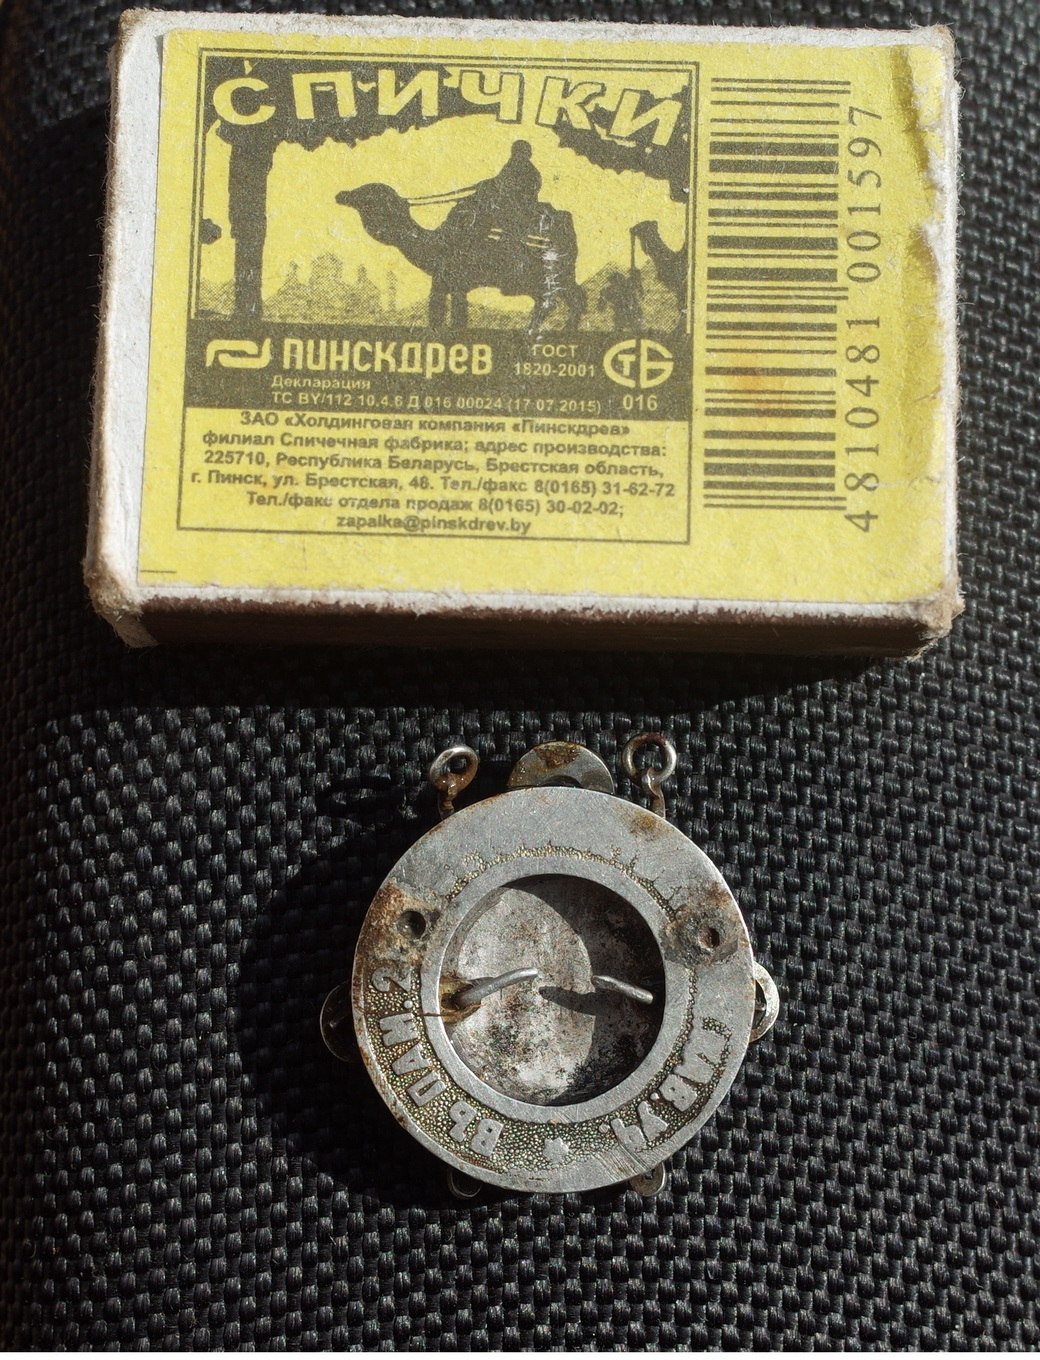 СПИЧКИ
ПИНСКДРЕВ
ГОСТ
1820-2001
СТБ
016
Декларация
ТС BY/112 10.4.6 Д 016 00024 (17 07.2015)
ЗАО «Холдинговая компания «Пинскдрев»
филиал Спичечная фабрика; адрес производства:
225710, Республика Беларусь, Брестская область,
г. Пинск, ул. Брестская, 48. Тел./факс 8(0165) 31-62-72
Тел./факс отдела продаж 8(0165) 30-02-02;
zapalka@pinskdrev.by
4 810481 001597
ВЪ ПАМ. 2
УЧ.